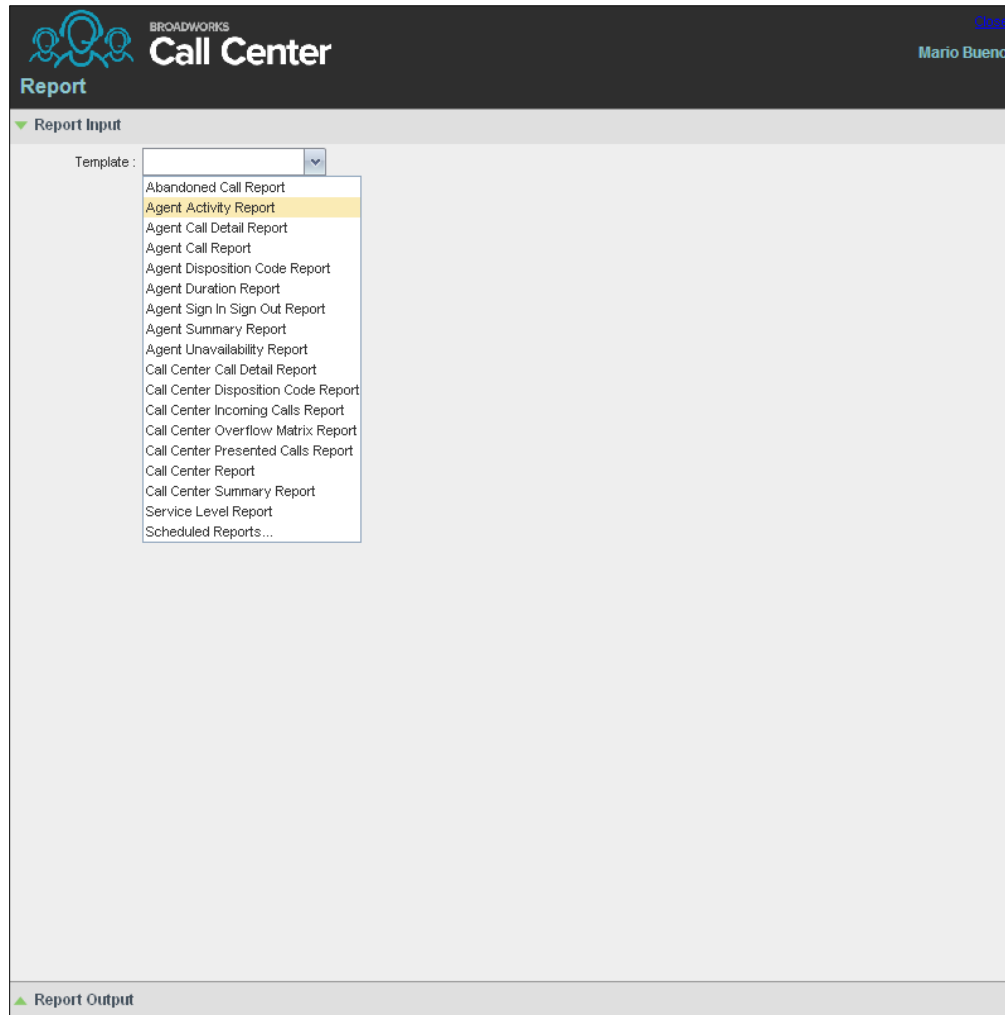 Close
BROADWORKS
Call Center
Mario Bueno
Report
Report Input
Template :
Abandoned Call Report
Agent Activity Report
Agent Call Detail Report
Agent Call Report
Agent Disposition Code Report
Agent Duration Report
Agent Sign In Sign Out Report
Agent Summary Report
Agent Unavailability Report
Call Center Call Detail Report
Call Center Disposition Code Report
Call Center Incoming Calls Report
Call Center Overflow Matrix Report
Call Center Presented Calls Report
Call Center Report
Call Center Summary Report
Service Level Report
Scheduled Reports...
Report Output